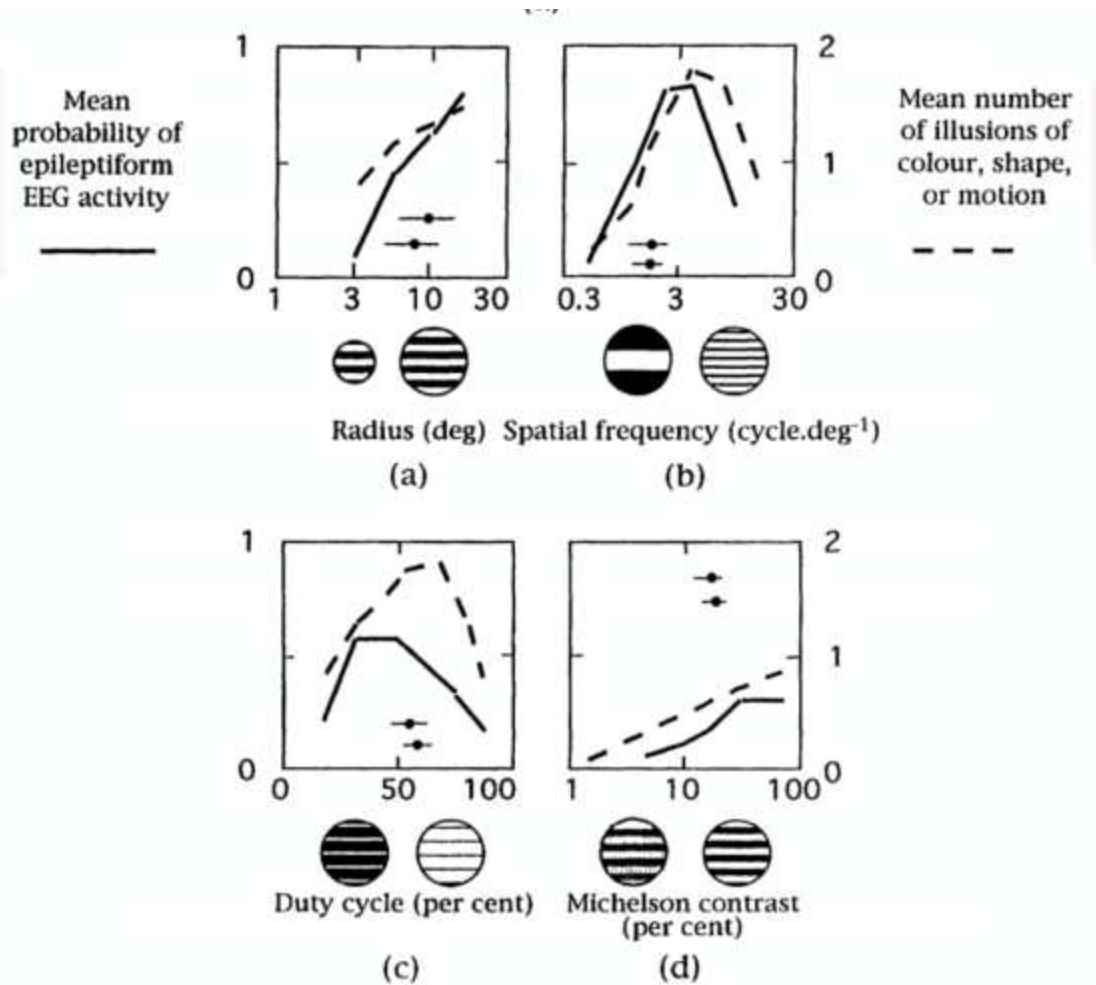 1
2
Mean
probability of
epileptiform
EEG activity
Mean number
of illusions of
colour, shape,
or motion
1
0
0
1 3 10 30
0.3 3 30
Radius (deg)
Spatial frequency (cycle.deg⁻¹)
(a)
(b)
1
2
1
0
0
0 50 100
1 10 100
Duty cycle (per cent)
Michelson contrast
(per cent)
(c)
(d)